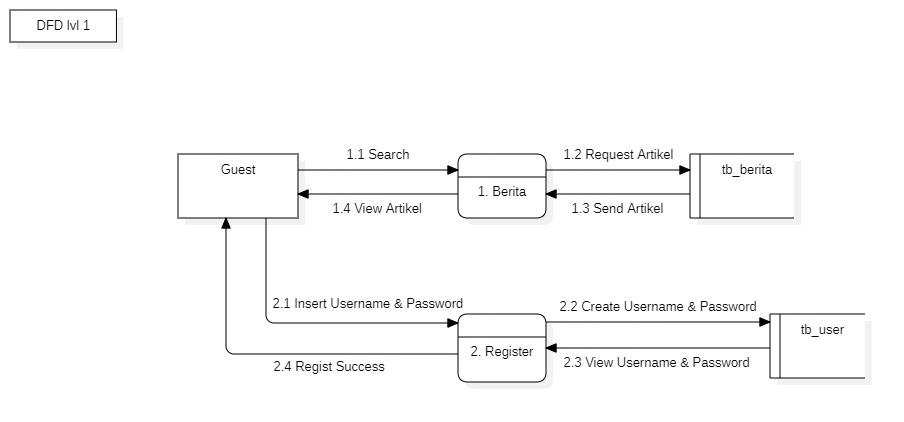 DFD lvl 1
Guest
1.1 Search
1.2 Request Artikel
tb_berita
1. Berita
1.4 View Artikel
1.3 Send Artikel
2.1 Insert Username & Password
2.2 Create Username & Password
tb_user
2. Register
2.3 View Username & Password
2.4 Regist Success